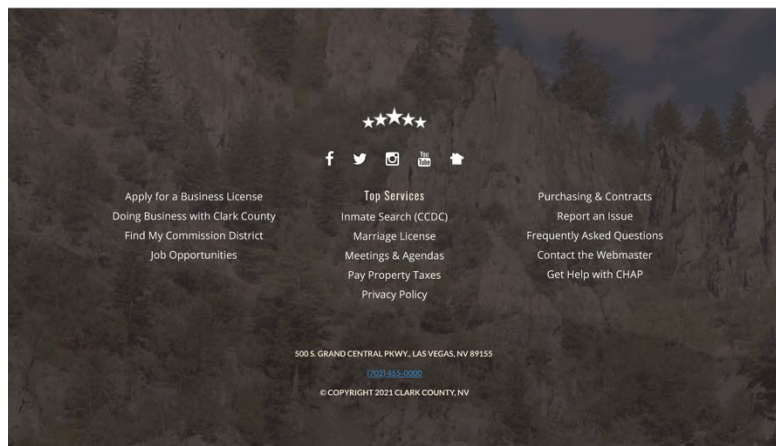 You
Tube
Apply for a Business License
Doing Business with Clark County
Find My Commission District
Job Opportunities
Top Services
Inmate Search (CCDC)
Marriage License
Meetings & Agendas
Pay Property Taxes
Privacy Policy
Purchasing & Contracts
Report an Issue
Frequently Asked Questions
Contact the Webmaster
Get Help with CHAP
500 S. GRAND CENTRAL PKWY., LAS VEGAS, NV 89155
(702) 455-0000
© COPYRIGHT 2021 CLARK COUNTY, NV